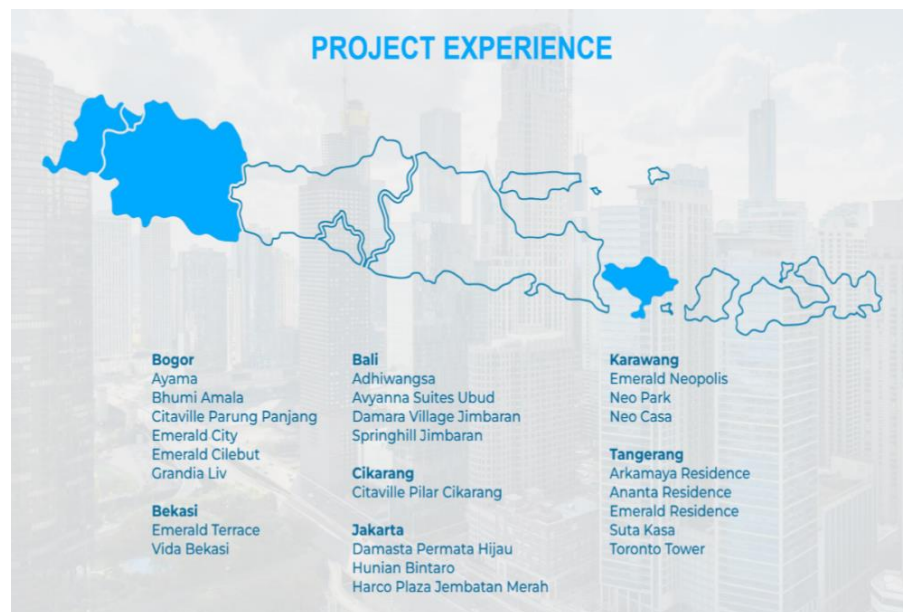 PROJECT EXPERIENCE
Bogor
Ayama
Bhumi Amala
Citaville Parung Panjang
Emerald City
Emerald Cilebut
Grandia Liv
Bekasi
Emerald Terrace
Vida Bekasi
Bali
Adhiwangsa
Avyanna Suites Ubud
Damara Village Jimbaran
Springhill Jimbaran
Cikarang
Citaville Pilar Cikarang
Jakarta
Damasta Permata Hijau
Hunian Bintaro
Harco Plaza Jembatan Merah
Karawang
Emerald Neopolis
Neo Park
Neo Casa
Tangerang
Arkamaya Residence
Ananta Residence
Emerald Residence
Suta Kasa
Toronto Tower